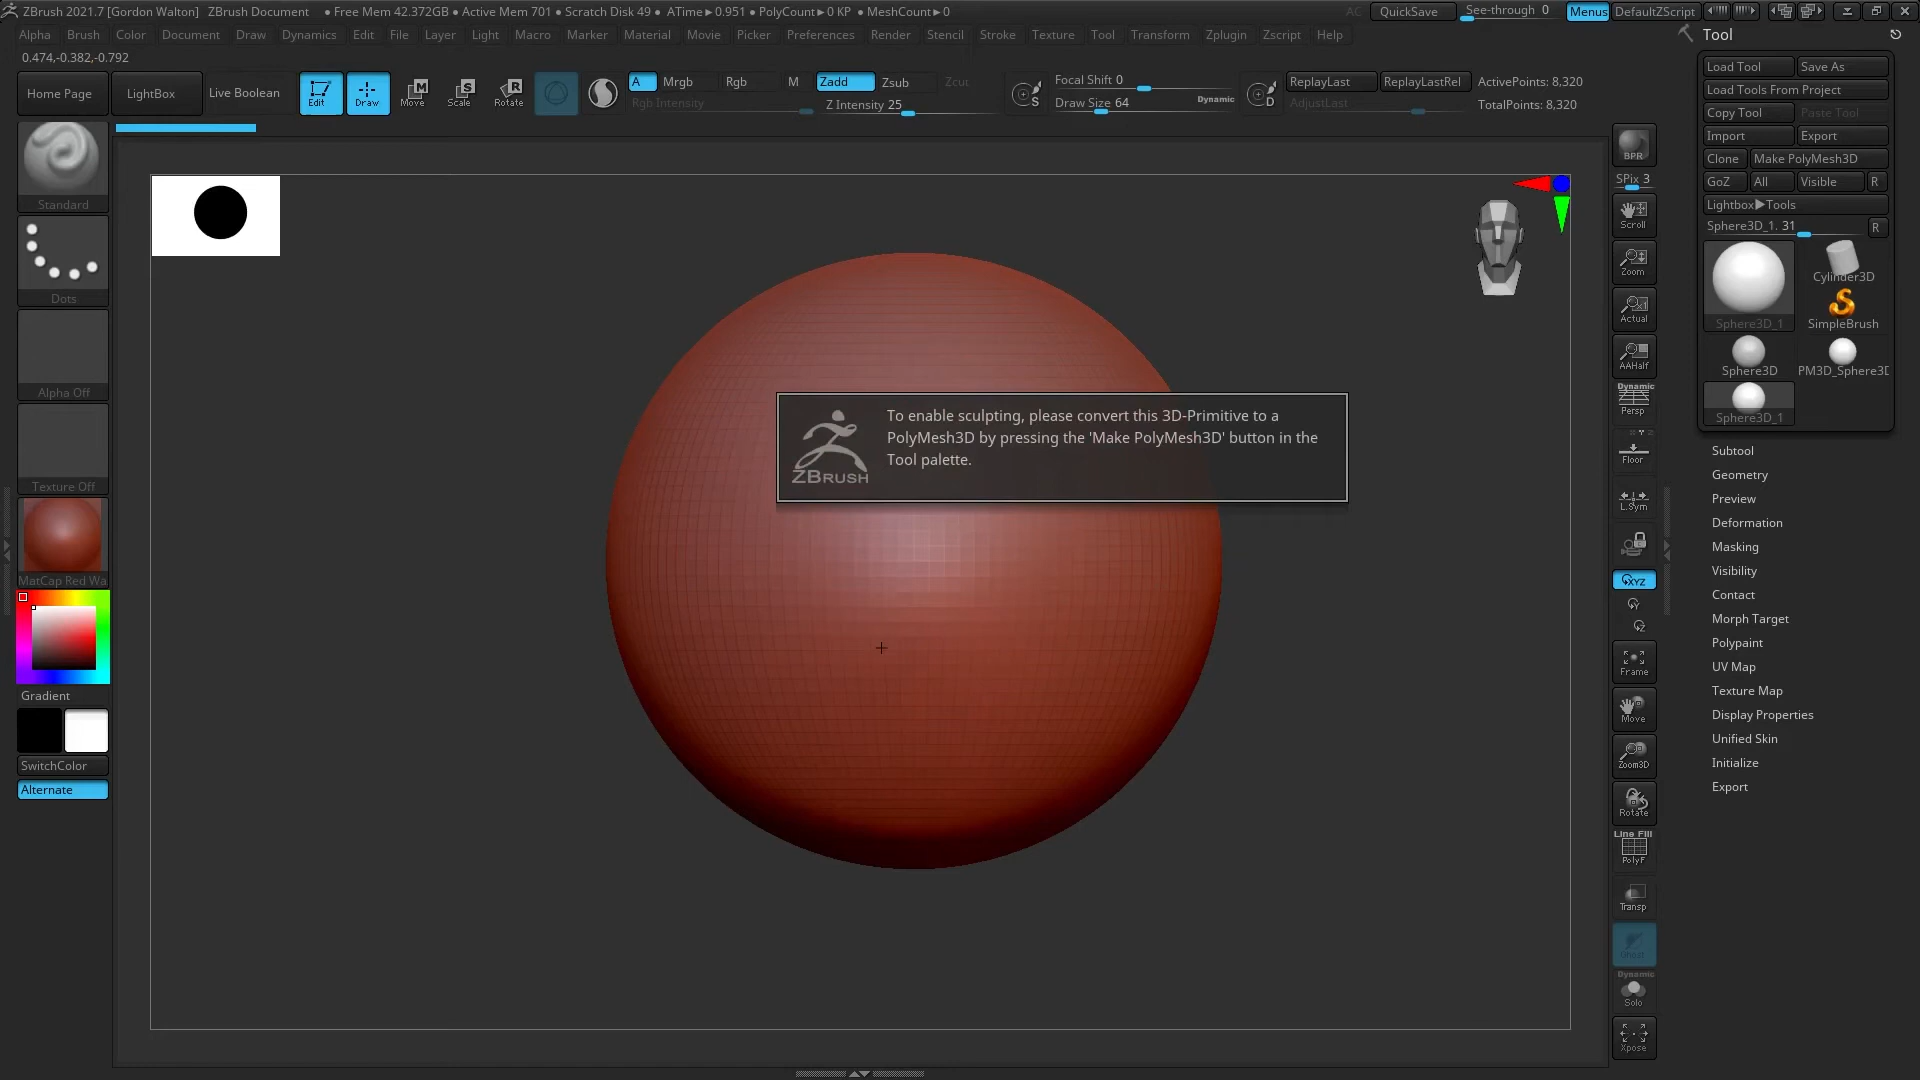 ZBrush 2021.7 [Gordon Walton] ZBrush Document ● Free Mem 42.372GB ● Active Mem 701 ● Scratch Disk 49 ● ATime►0.951 ● PolyCount►0 KP ● MeshCount►0 AC QuickSave See-through 0 Menus DefaultZScript
Alpha Brush Color Document Draw Dynamics Edit File Layer Light Macro Marker Material Movie Picker Preferences Render Stencil Stroke Texture Tool Transform Zplugin Zscript Help
0.474,-0.382,-0.792
Home Page LightBox Live Boolean Edit Draw Move Scale Rotate
A Mrgb Rgb M Zadd Zsub Zcut
Rgb Intensity Z Intensity 25
Focal Shift 0
Draw Size 64 Dynamic
ReplayLast ReplayLastRel ActivePoints: 8,320
AdjustLast TotalPoints: 8,320
Standard
Dots
Alpha Off
Texture Off
MatCap Red Wa
Gradient
SwitchColor
Alternate
To enable sculpting, please convert this 3D-Primitive to a
PolyMesh3D by pressing the 'Make PolyMesh3D' button in the
Tool palette.
ZBRUSH
BPR
SPix 3
Scroll
Zoom
Actual
AAHalf
Dynamic
Persp
Floor
L.Sym
XYZ
Y
Z
Frame
Move
Zoom3D
Rotate
Line Fill
PolyF
Transp
Ghost
Dynamic
Solo
Xpose
Tool
Load Tool Save As
Load Tools From Project
Copy Tool Paste Tool
Import Export
Clone Make PolyMesh3D
GoZ All Visible R
Lightbox►Tools
Sphere3D_1. 31 R
Sphere3D_1 Cylinder3D
SimpleBrush
Sphere3D PM3D_Sphere3D
Sphere3D_1
Subtool
Geometry
Preview
Deformation
Masking
Visibility
Contact
Morph Target
Polypaint
UV Map
Texture Map
Display Properties
Unified Skin
Initialize
Export